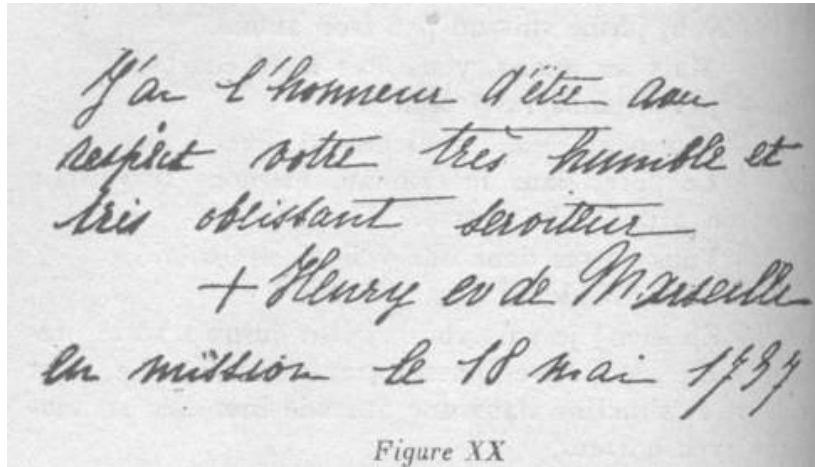 J'ai l'honneur d'être avec
respect votre très humble et
très obéissant serviteur
+ Henry ev de Marseille
en mission le 18 mai 1737
Figure XX